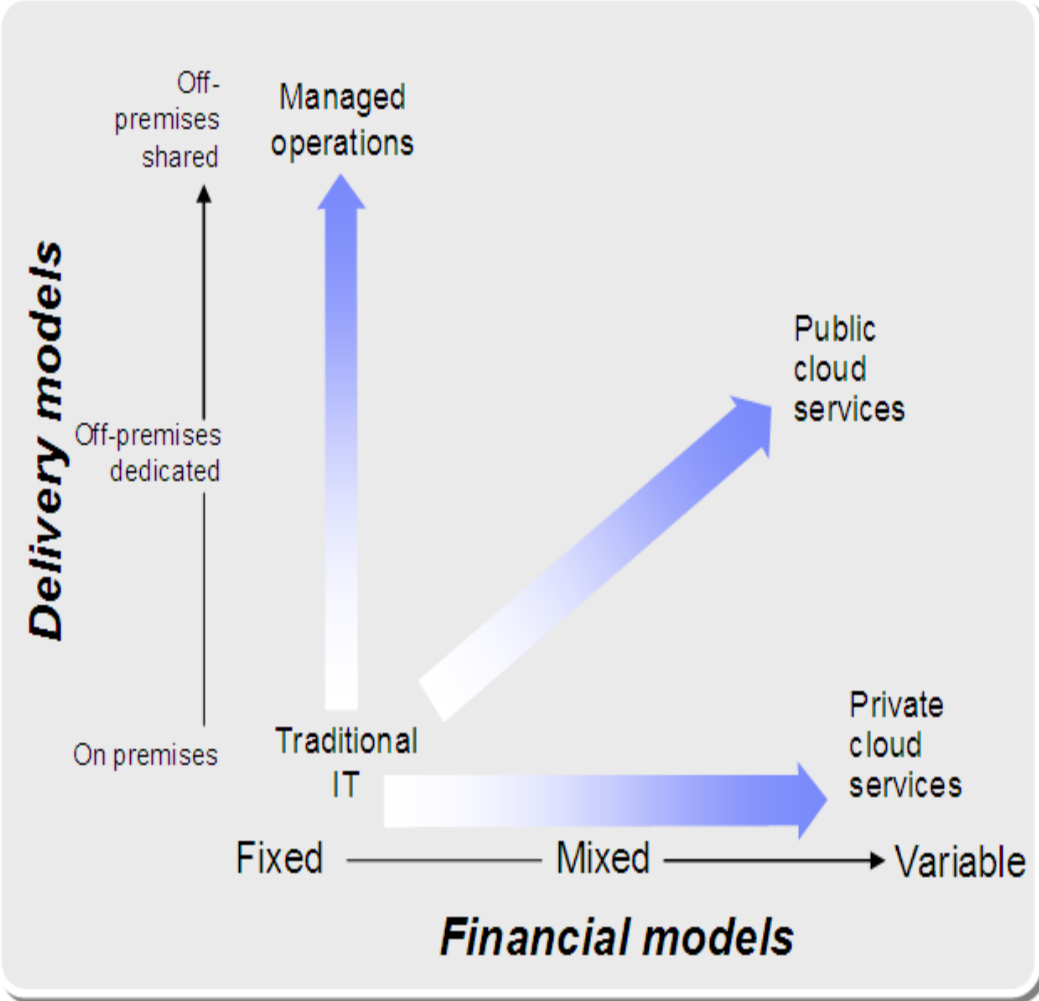 Off-
premises
shared
Managed
operations
Delivery models
Public
cloud
services
Off-premises
dedicated
Private
cloud
services
Traditional
IT
On premises
Fixed
Mixed
Variable
Financial models